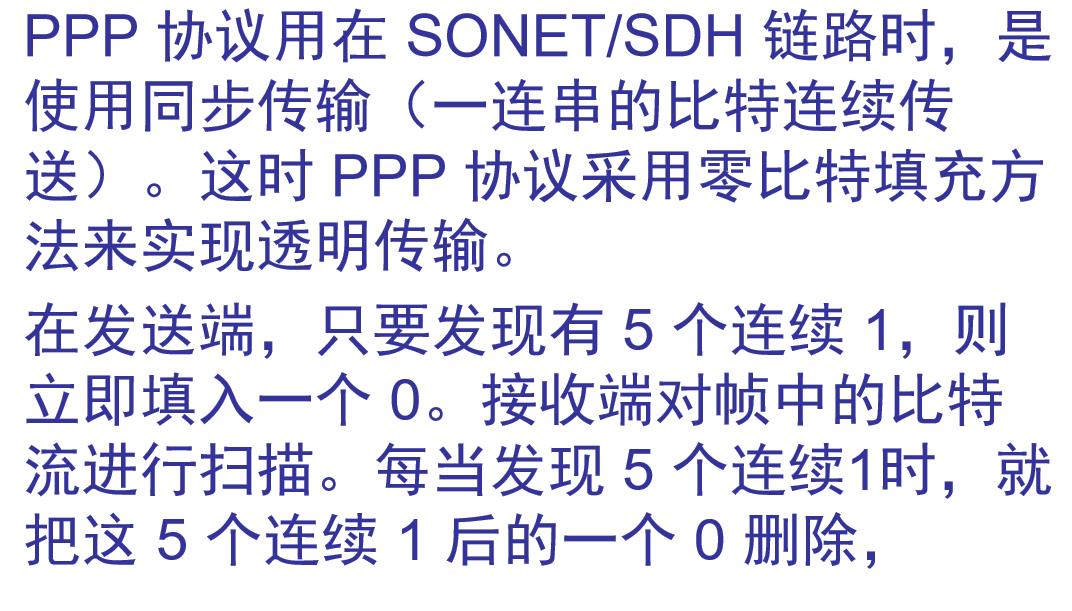 PPP 协议用在 SONET/SDH 链路时，是
使用同步传输（一连串的比特连续传
送）。这时 PPP 协议采用零比特填充方
法来实现透明传输。
在发送端，只要发现有 5 个连续 1，则
立即填入一个 0。接收端对帧中的比特
流进行扫描。每当发现 5 个连续1时，就
把这 5 个连续 1 后的一个 0 删除，